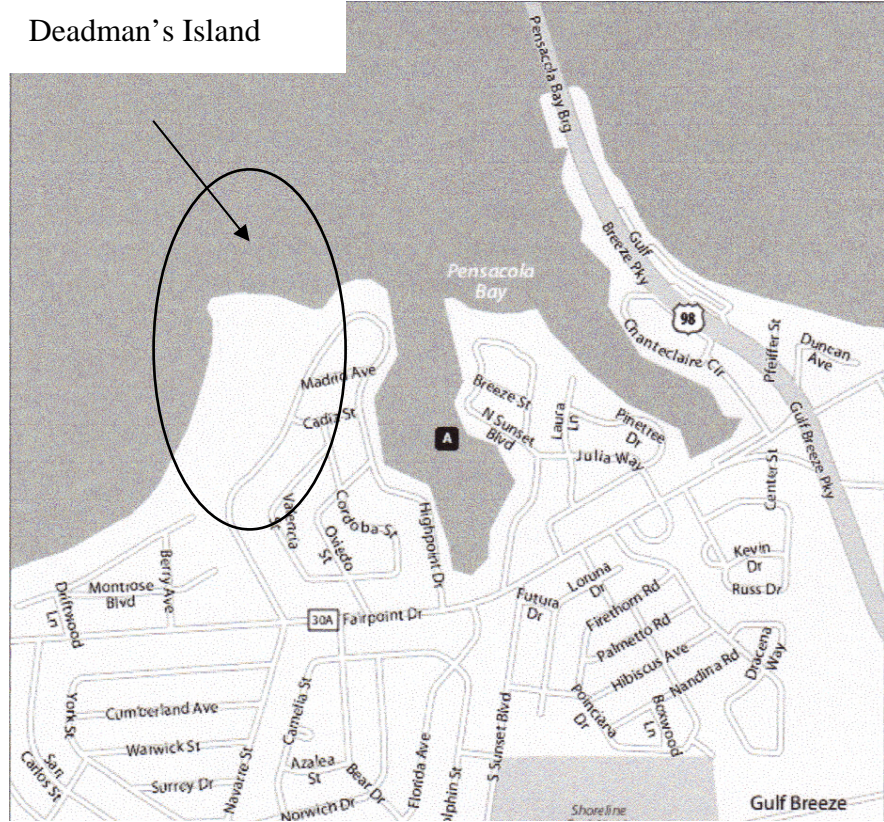 Deadman's Island
Pensacola Bay Brg
Gulf
Breeze Pky
Pensacola
Bay
98
Chanteclaire Cir
Pfeiffer St
Duncan
Ave
Madrid Ave
Cadiz St
Breeze St
N Sunset
Blvd
Laura
Ln
Pinetree
Dr
Julia Way
Gulf Breeze Pky
A
Valencia
St
Cordoba St
Oviedo
St
Highpoint Dr
Center St
Kevin
Dr
Russ Dr
Berry Ave
Montrose
Blvd
Driftwood
Ln
30A
Fairpoint Dr
Futura
Dr
Loruna
Dr
Firethorn Rd
Palmetto Rd
Hibiscus Ave
Nandina Rd
Dracena
Way
Poinciana
Dr
Boxwood
Ln
York St
Cumberland Ave
Warwick St
Surrey Dr
San
Carlos St
Navarre St
Camelia St
Azalea
St
Norwich Dr
Bear Dr
Florida Ave
olphin St
S Sunset Blvd
Shoreline
Gulf Breeze